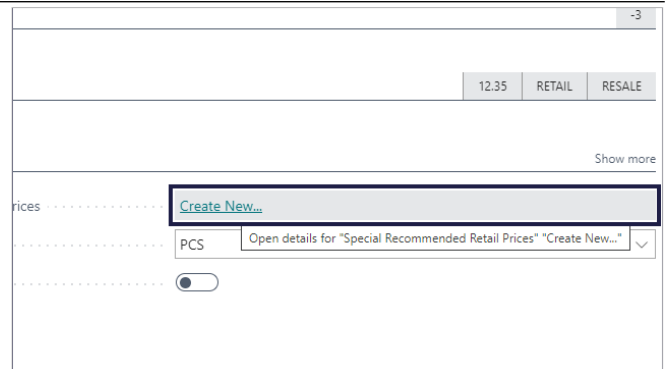 -3
12.35 RETAIL RESALE
Show more
rices Create New...
Open details for "Special Recommended Retail Prices" "Create New..."
PCS